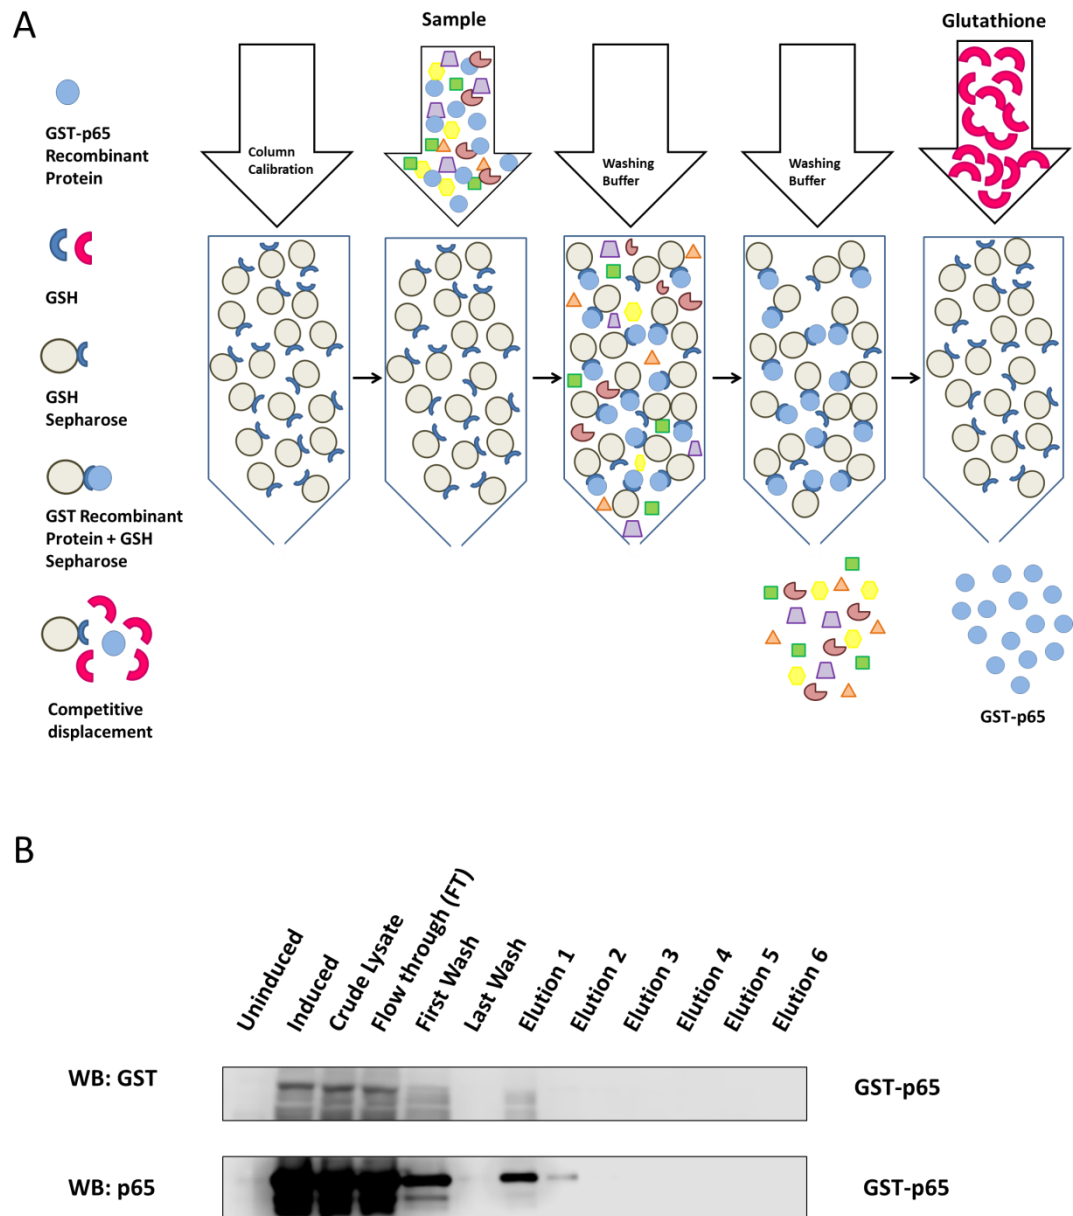 A
Sample
Glutathione
GST-p65
Recombinant
Protein
Column
Calibration
Washing
Buffer
Washing
Buffer
GSH
GSH
Sepharose
GST Recombinant
Protein + GSH
Sepharose
Competitive
displacement
GST-p65
B
Uninduced
Induced
Crude Lysate
Flow through (FT)
First Wash
Last Wash
Elution 1
Elution 2
Elution 3
Elution 4
Elution 5
Elution 6
WB: GST
GST-p65
WB: p65
GST-p65